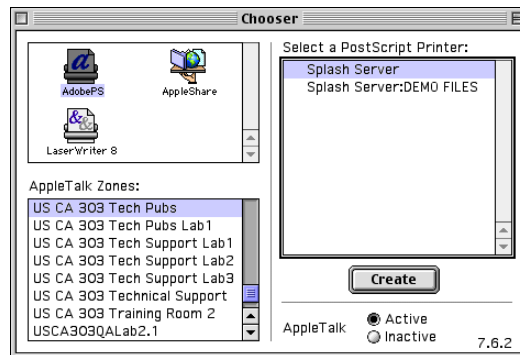 Chooser
AdobePS
AppleShare
LaserWriter 8
AppleTalk Zones:
US CA 303 Tech Pubs
US CA 303 Tech Pubs Lab1
US CA 303 Tech Support Lab1
US CA 303 Tech Support Lab2
US CA 303 Tech Support Lab3
US CA 303 Technical Support
US CA 303 Training Room 2
USCA303QALab2.1
Select a PostScript Printer:
Splash Server
Splash Server:DEMO FILES
Create
AppleTalk
Active
Inactive
7.6.2